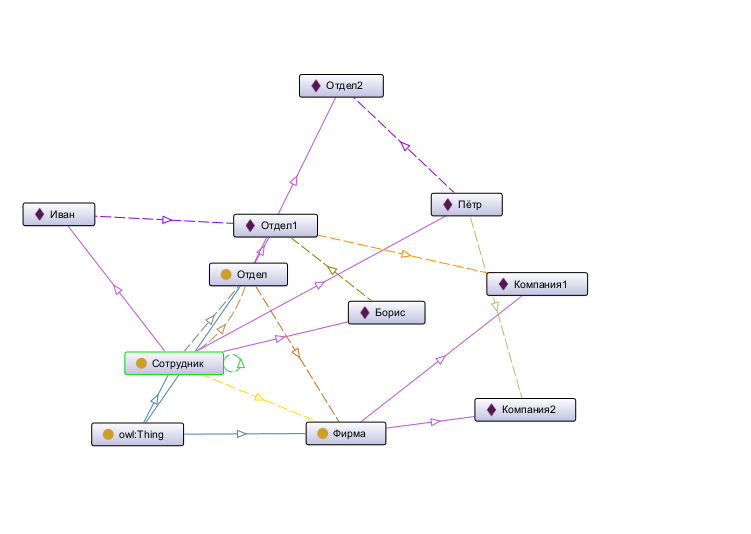 Отдел2
Пётр
Иван
Отдел1
Отдел
Компания1
Борис
Сотрудник
Компания2
owl:Thing
Фирма